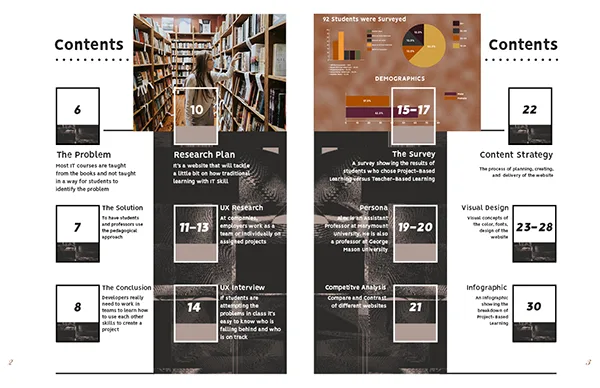 Contents
6
The Problem
Most IT courses are taught
from the books and not taught
in a way for students to
identify the problem
7
The Solution
To have students
and professors use
the pedagogical
approach
8
The Conclusion
Developers really
need to work in
teams to learn how
to use each other
skills to create a
project
10
Research Plan
It's a website that will tackle
a little bit on how traditional
learning with IT Skill
11–13
UX Research
At companies,
employers work as a
team or individually on
assigned projects
14
UX Interview
If students are
attempting the
problems in class it's
easy to know who is
falling behind and who
is on track
2
92 Students were Surveyed
DEMOGRAPHICS
15–17
The Survey
A survey showing the results of
students who chose Project-Based
Learning versus Teacher-Based Learning
19–20
Persona
Alex is an Assistant
Professor at Marymount
University. He is also
a professor at George
Mason University
21
Competitive Analysis
Compare and Contrast
of different websites
Contents
22
Content Strategy
The process of planning, creating,
and delivery of the website
23–28
Visual Design
Visual concepts of
the color, fonts,
design of the
website
30
Infographic
An Infographic
showing the
breakdown of
Project-Based
Learning
3